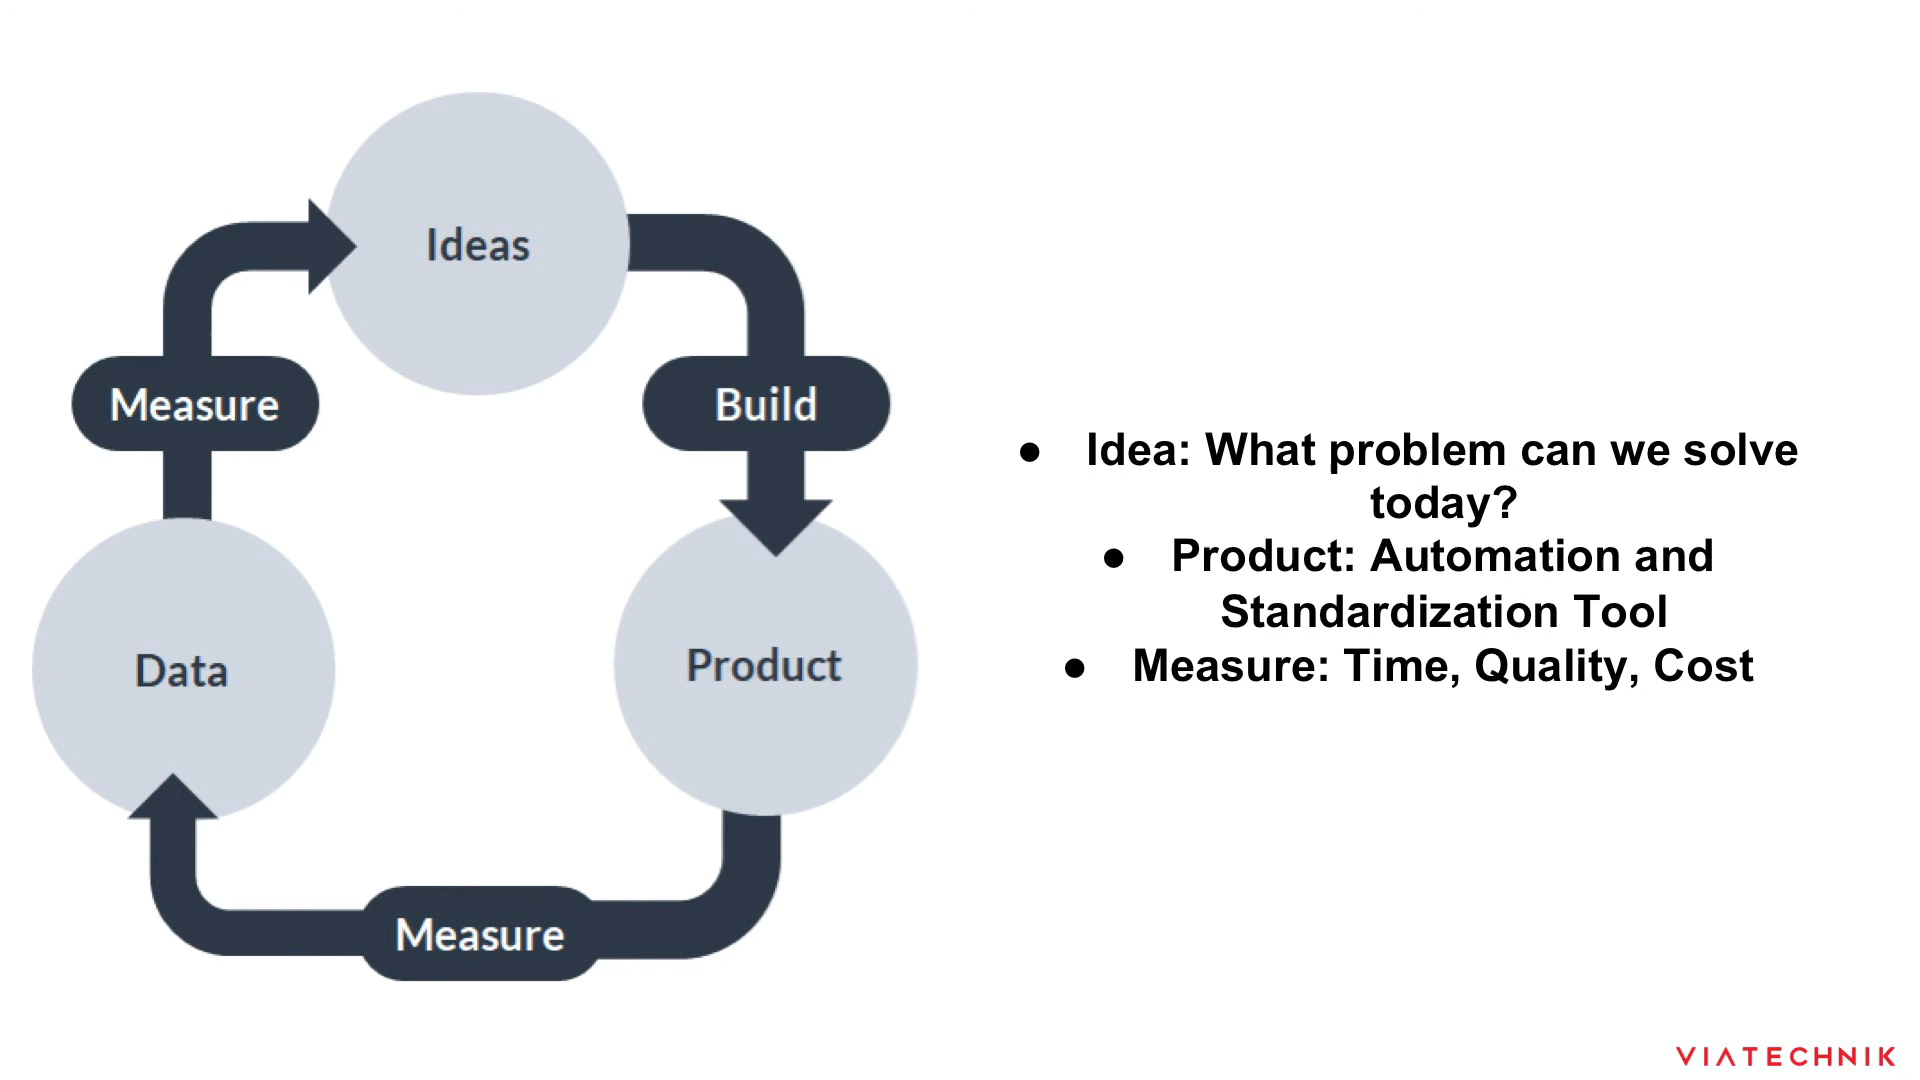 Ideas
Measure
Build
Data
Product
Measure
● Idea: What problem can we solve
today?
● Product: Automation and
Standardization Tool
● Measure: Time, Quality, Cost
VIATECHNIK